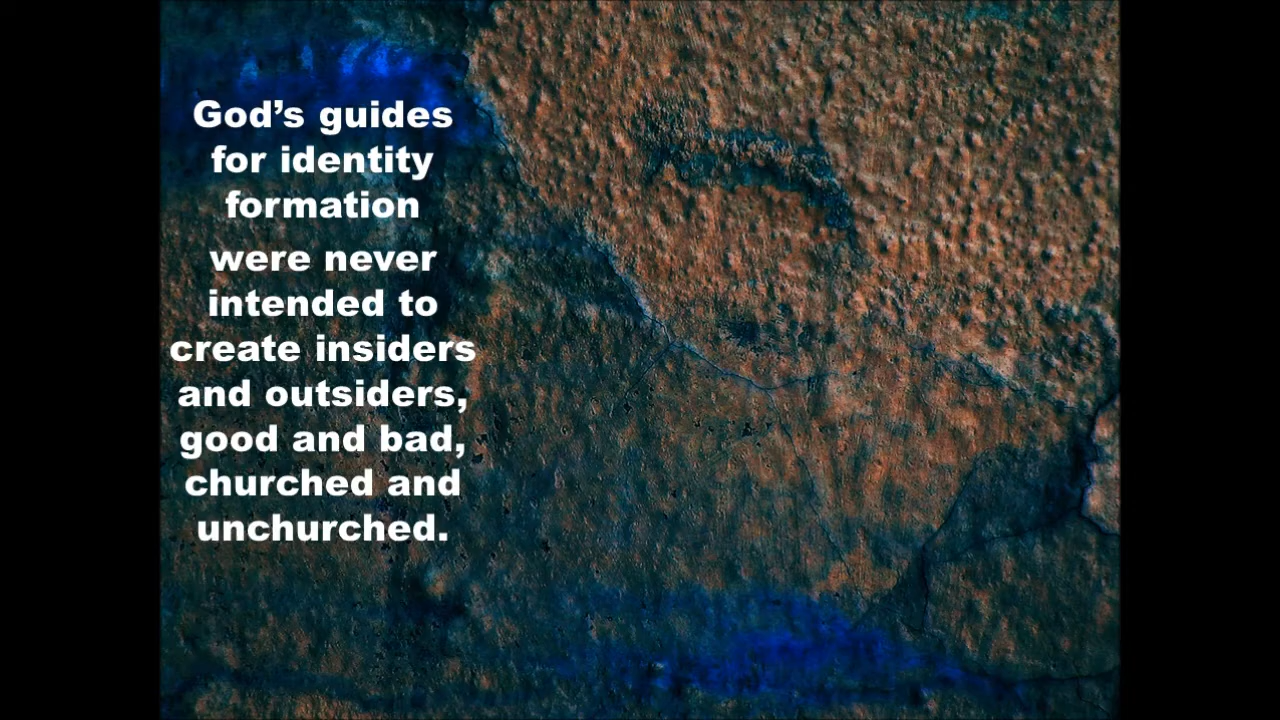 God’s guides
for identity
formation
were never
intended to
create insiders
and outsiders,
good and bad,
churched and
unchurched.